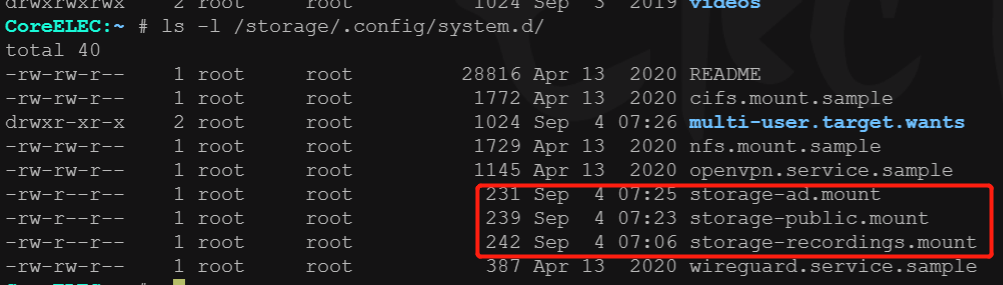 drwxrwxrwx 2 root root 1024 Sep 3 2019 videos
CoreELEC:~ # ls -l /storage/.config/system.d/
total 40
-rw-rw-r-- 1 root root 28816 Apr 13 2020 README
-rw-rw-r-- 1 root root 1772 Apr 13 2020 cifs.mount.sample
drwxr-xr-x 2 root root 1024 Sep 4 07:26 multi-user.target.wants
-rw-rw-r-- 1 root root 1729 Apr 13 2020 nfs.mount.sample
-rw-rw-r-- 1 root root 1145 Apr 13 2020 openvpn.service.sample
-rw-r--r-- 1 root root 231 Sep 4 07:25 storage-ad.mount
-rw-r--r-- 1 root root 239 Sep 4 07:23 storage-public.mount
-rw-r--r-- 1 root root 242 Sep 4 07:06 storage-recordings.mount
-rw-rw-r-- 1 root root 387 Apr 13 2020 wireguard.service.sample
CoreELEC:~ #